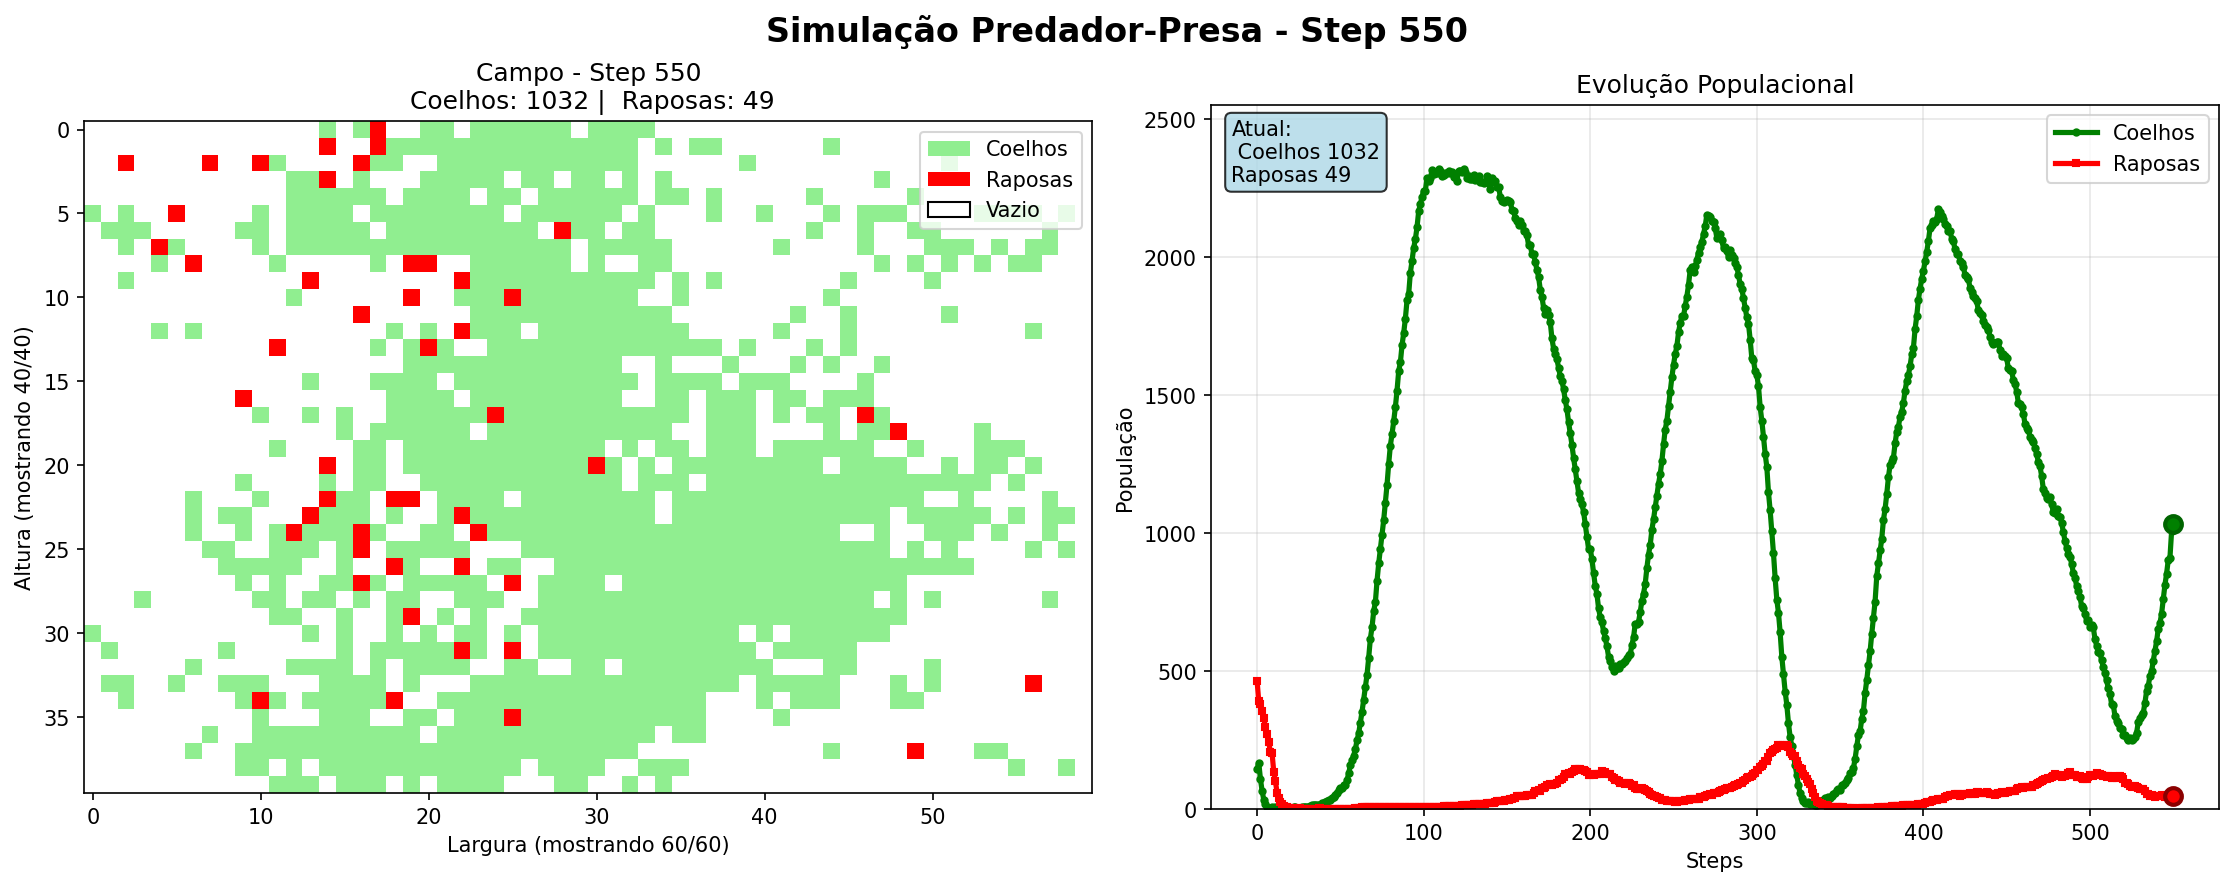 Simulação Predador-Presa - Step 550
Campo - Step 550
Coelhos: 1032 |  Raposas: 49
Coelhos
Raposas
Vazio
0
5
10
15
20
25
30
35
Altura (mostrando 40/40)
0
10
20
30
40
50
Largura (mostrando 60/60)
Evolução Populacional
Atual:
Coelhos 1032
Raposas 49
Coelhos
Raposas
2500
2000
1500
1000
500
0
População
0
100
200
300
400
500
Steps